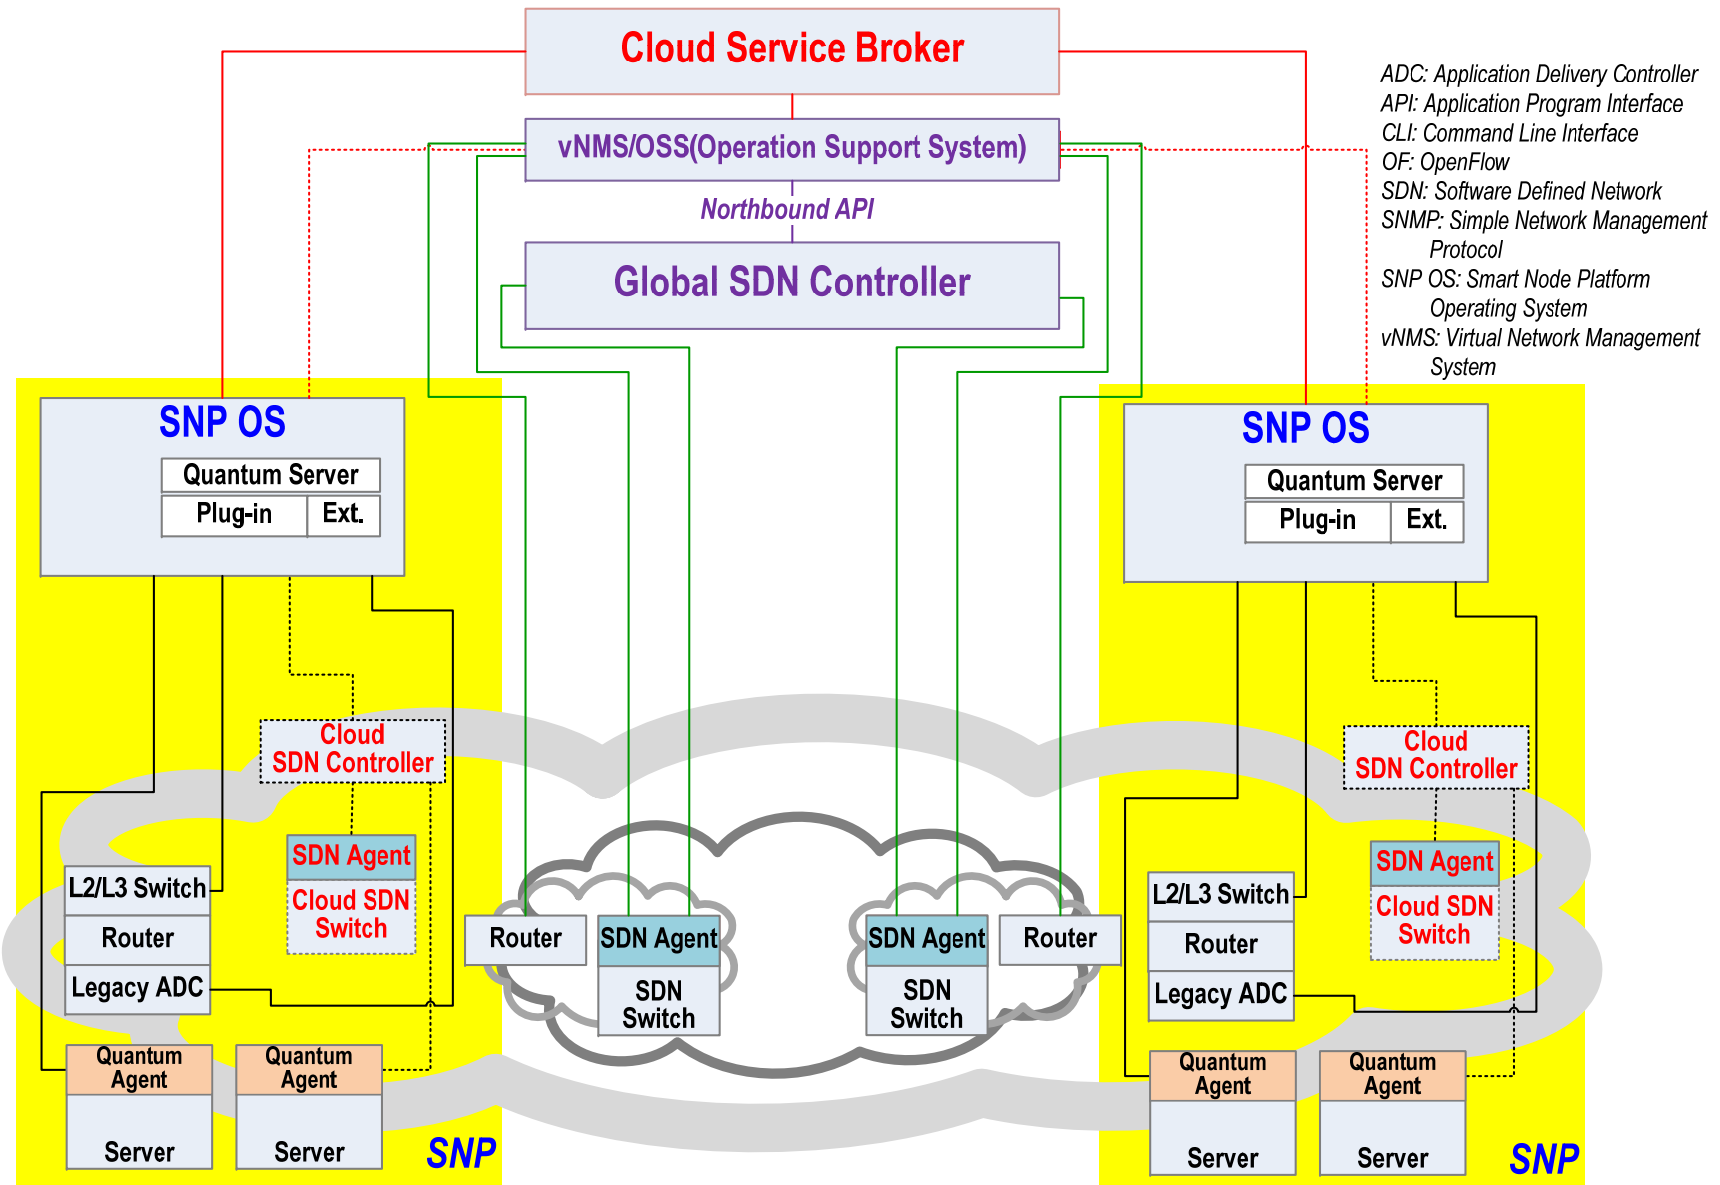 Cloud Service Broker
vNMS/OSS(Operation Support System)
Northbound API
Global SDN Controller
ADC: Application Delivery Controller
API: Application Program Interface
CLI: Command Line Interface
OF: OpenFlow
SDN: Software Defined Network
SNMP: Simple Network Management
Protocol
SNP OS: Smart Node Platform
Operating System
vNMS: Virtual Network Management
System
SNP OS
Quantum Server
Plug-in
Ext.
Cloud
SDN Controller
SDN Agent
Cloud SDN
Switch
L2/L3 Switch
Router
Legacy ADC
Quantum
Agent
Server
Quantum
Agent
Server
SNP
Router
SDN Agent
SDN
Switch
SDN Agent
SDN
Switch
Router
SNP OS
Quantum Server
Plug-in
Ext.
Cloud
SDN Controller
SDN Agent
Cloud SDN
Switch
L2/L3 Switch
Router
Legacy ADC
Quantum
Agent
Server
Quantum
Agent
Server
SNP